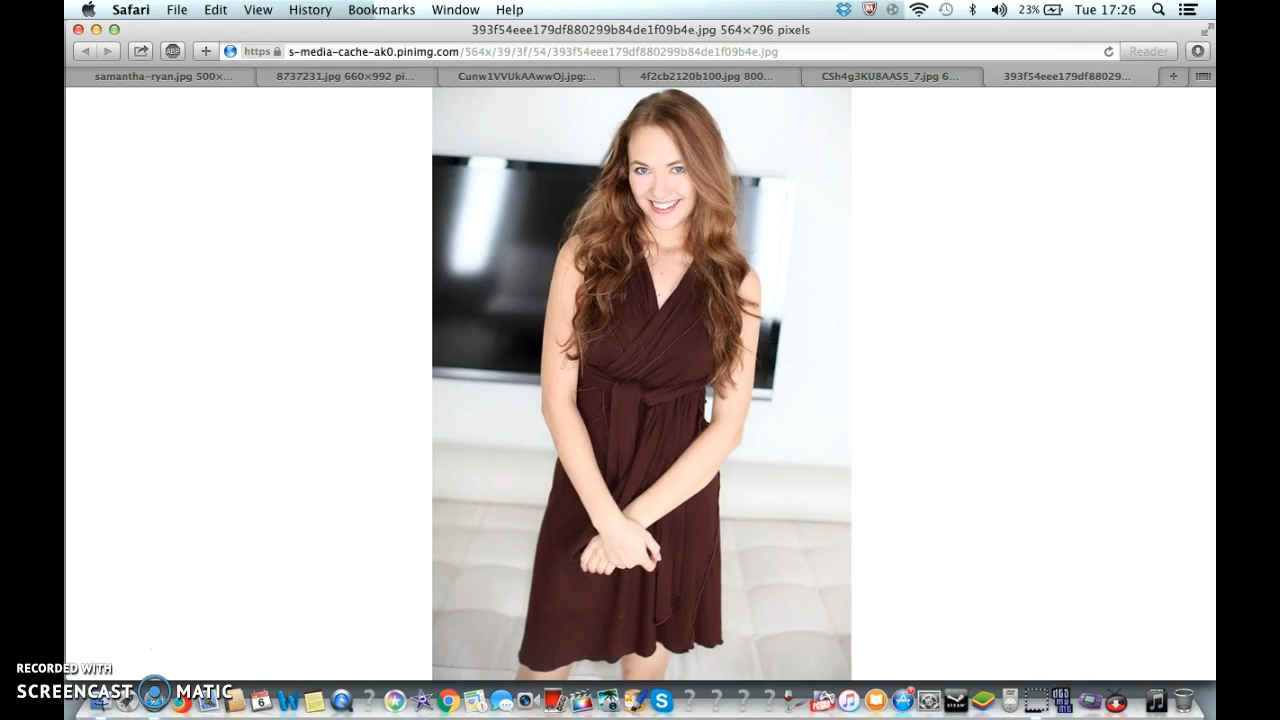 Safari File Edit View History Bookmarks Window Help 23% Tue 17:26
393f54eee179df880299b84de1f09b4e.jpg 564×796 pixels
ABP + https s-media-cache-ak0.pinimg.com/564x/39/3f/54/393f54eee179df880299b84de1f09b4e.jpg Reader
samantha-ryan.jpg 500×... 8737231.jpg 660×992 pi... Cunw1VVUkAAwwOj.jpg:... 4f2cb2120b100.jpg 800... CSh4g3KU8AAS5_7.jpg 6... 393f54eee179df88029... +
RECORDED WITH
SCREENCAST MATIC